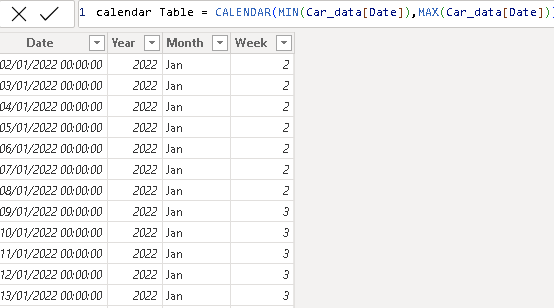 1 calendar Table = CALENDAR(MIN(Car_data[Date]),MAX(Car_data[Date]))
Date Year Month Week
02/01/2022 00:00:00 2022 Jan 2
03/01/2022 00:00:00 2022 Jan 2
04/01/2022 00:00:00 2022 Jan 2
05/01/2022 00:00:00 2022 Jan 2
06/01/2022 00:00:00 2022 Jan 2
07/01/2022 00:00:00 2022 Jan 2
08/01/2022 00:00:00 2022 Jan 2
09/01/2022 00:00:00 2022 Jan 3
10/01/2022 00:00:00 2022 Jan 3
11/01/2022 00:00:00 2022 Jan 3
12/01/2022 00:00:00 2022 Jan 3
13/01/2022 00:00:00 2022 Jan 3